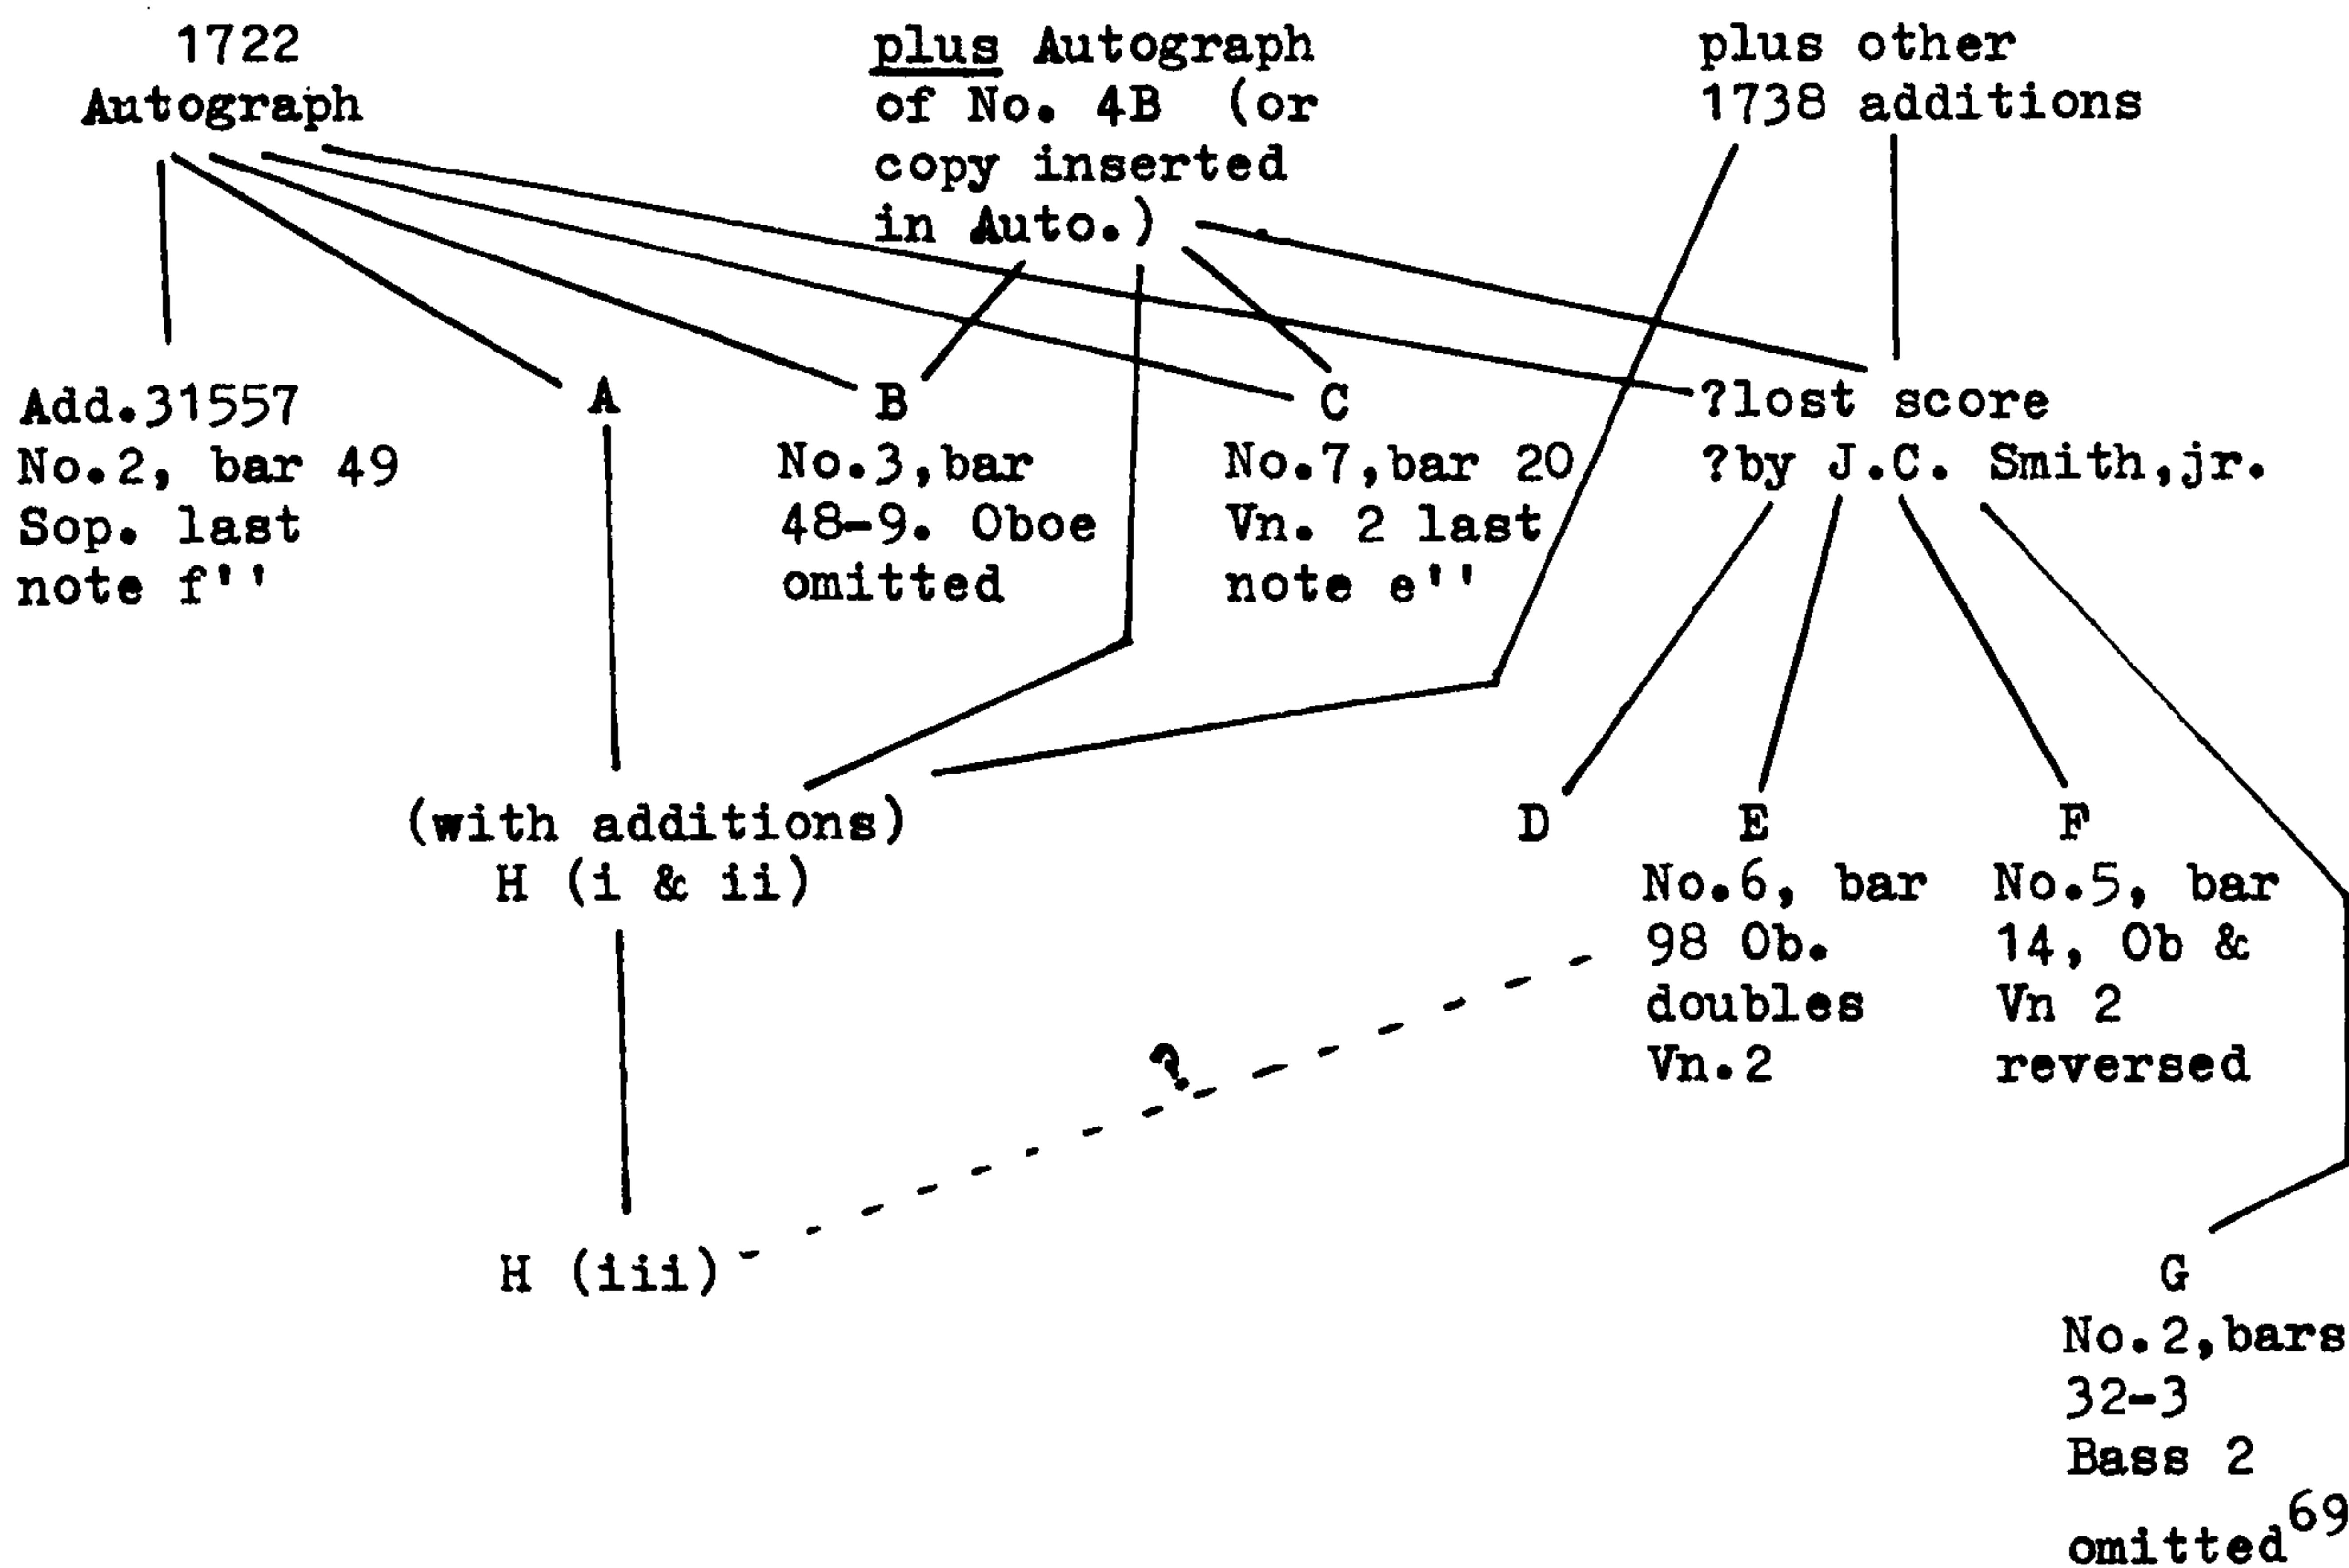 1722
Autograph
plus Autograph
of No. 4B (or
copy inserted
in Auto.)
plus other
1738 additions
Add.31557
No.2, bar 49
Sop. last
note f''
A
B
No.3,bar
48-9. Oboe
omitted
C
No.7,bar 20
Vn. 2 last
note e''
?lost score
?by J.C. Smith,jr.
(with additions)
H (i & ii)
D
E
No.6, bar
98 Ob.
doubles
Vn.2
F
No.5, bar
14, Ob &
Vn 2
reversed
?
H (iii)
G
No.2,bars
32-3
Bass 2
omitted69